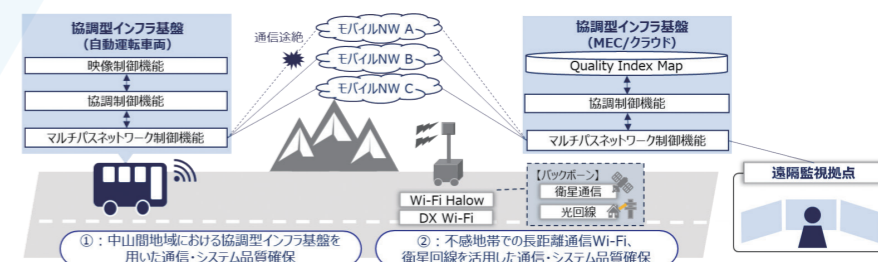 協調型インフラ基盤
(自動運転車両)
映像制御機能
協調制御機能
マルチパスネットワーク制御機能
通信途絶
モバイルNW A
モバイルNW B
モバイルNW C
協調型インフラ基盤
(MEC/クラウド)
Quality Index Map
協調制御機能
マルチパスネットワーク制御機能
遠隔監視拠点
Wi-Fi Halow
DX Wi-Fi
【バックボーン】
衛星通信
光回線
①：中山間地域における協調型インフラ基盤を
用いた通信・システム品質確保
②：不感地帯での長距離通信Wi-Fi、
衛星回線を活用した通信・システム品質確保